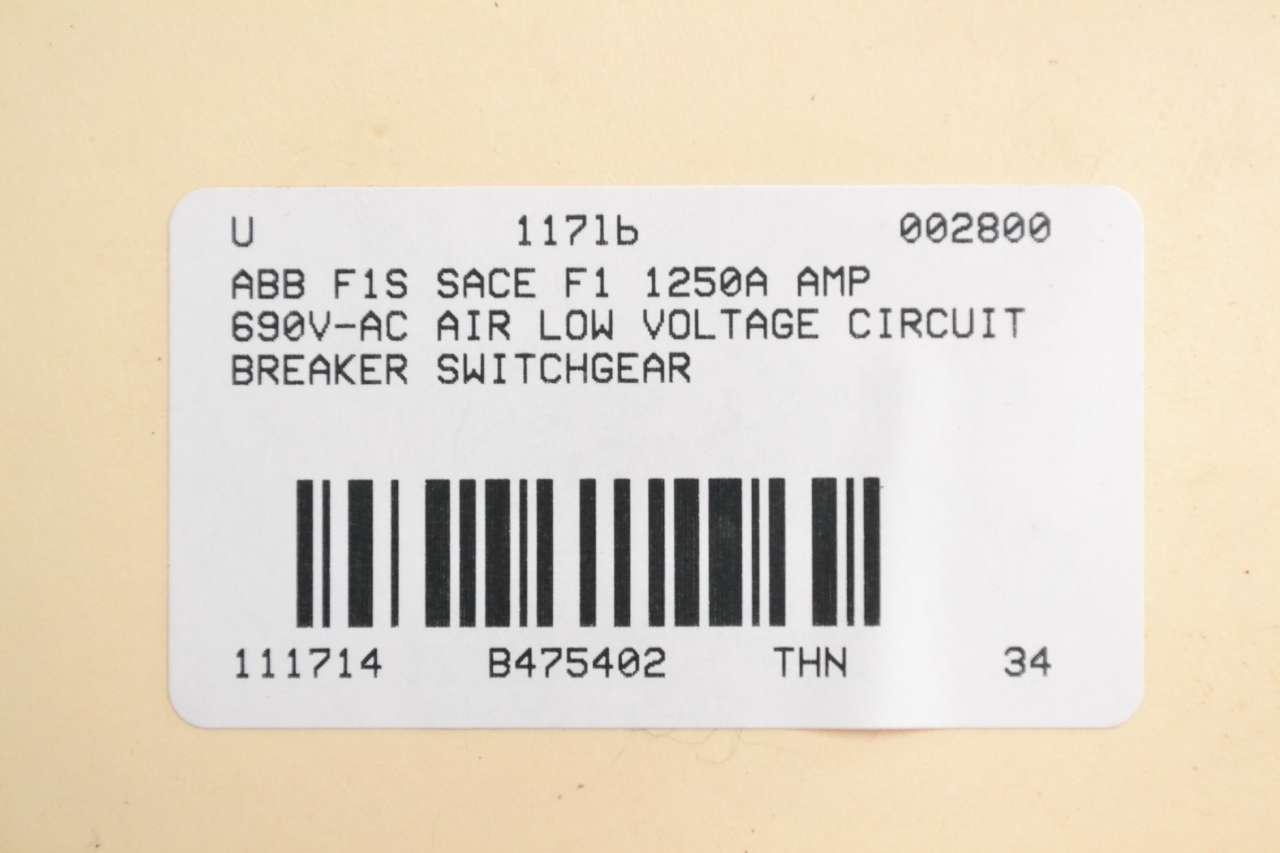 U 117lb 002800
ABB F1S SACE F1 1250A AMP
690V-AC AIR LOW VOLTAGE CIRCUIT
BREAKER SWITCHGEAR
111714 B475402 THN 34